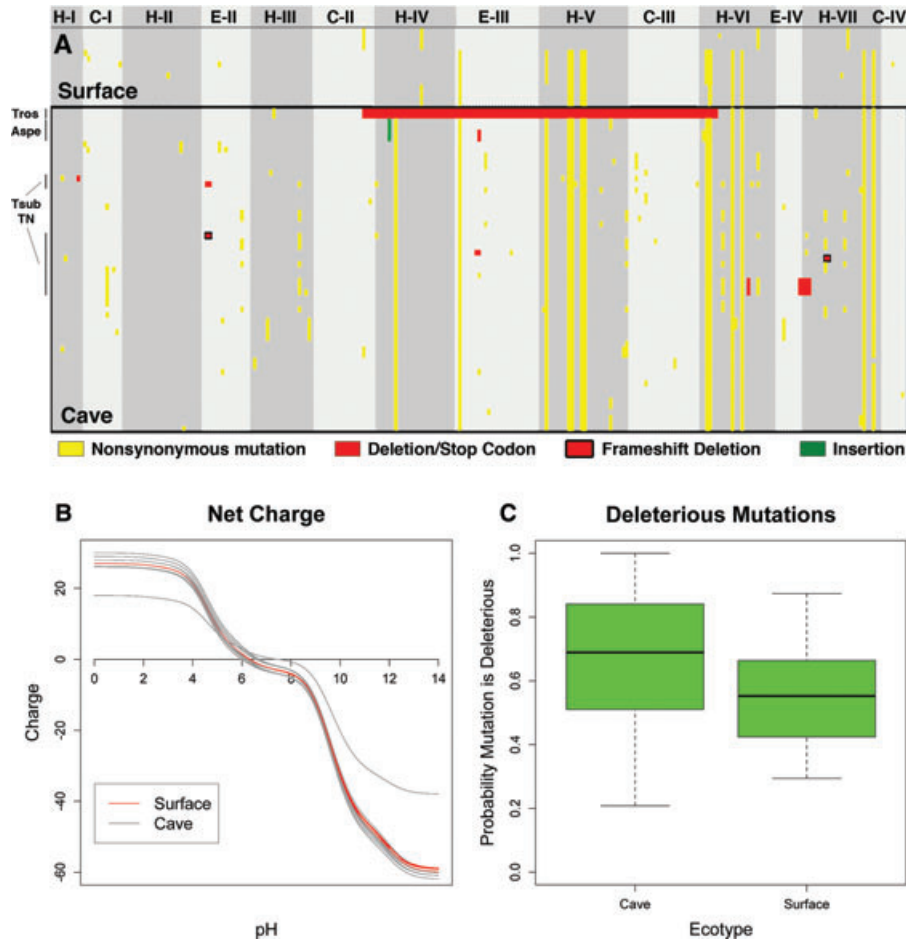 H-I C-I H-II E-II H-III C-II H-IV E-III H-V C-III H-VI E-IV H-VII C-IV
A
Surface
Tros
Aspe
Tsub
TN
Cave
Nonsynonymous mutation Deletion/Stop Codon Frameshift Deletion Insertion
B Net Charge
Charge
20
0
-20
-40
-60
0 2 4 6 8 10 12 14
Surface
Cave
pH
C Deleterious Mutations
Probability Mutation is Deleterious
1.0
0.8
0.6
0.4
0.2
0.0
Cave Surface
Ecotype